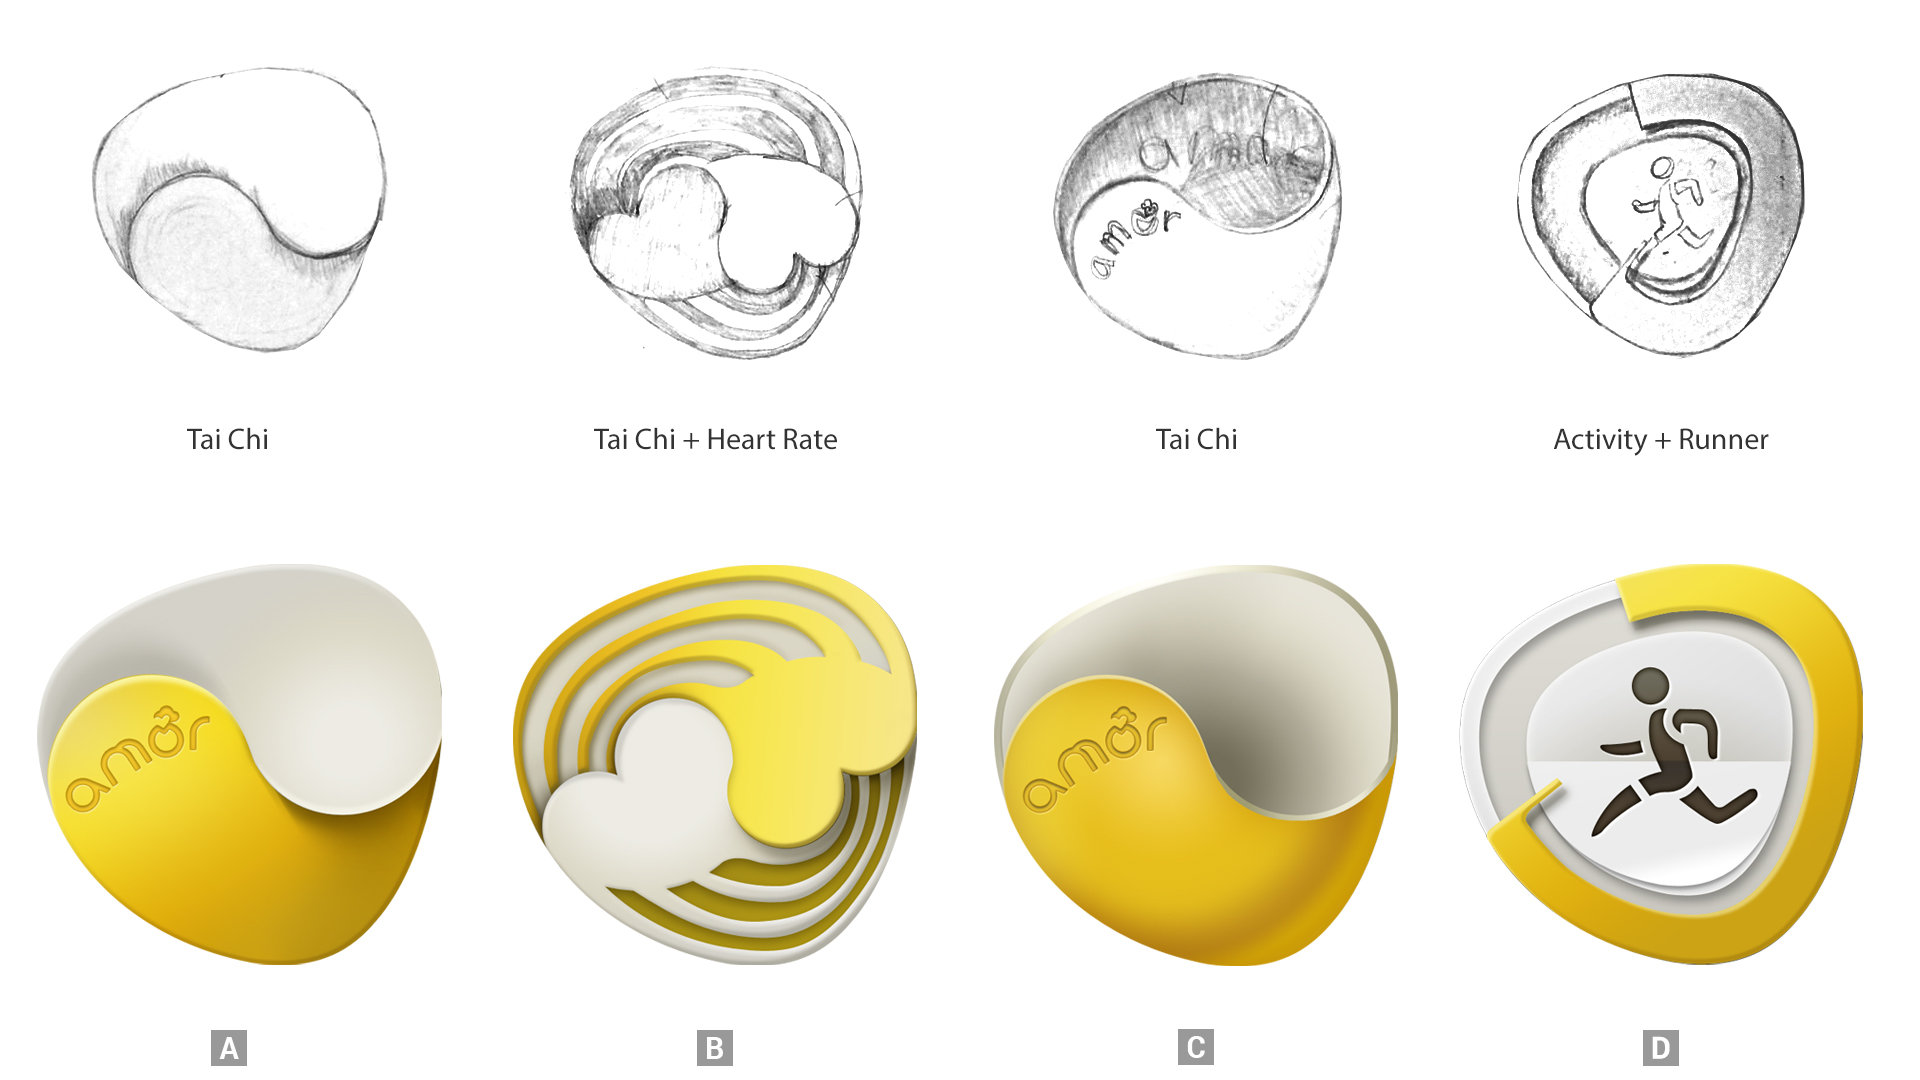 amor
amor
Tai Chi
Tai Chi + Heart Rate
Tai Chi
Activity + Runner
amor
amor
A
B
C
D